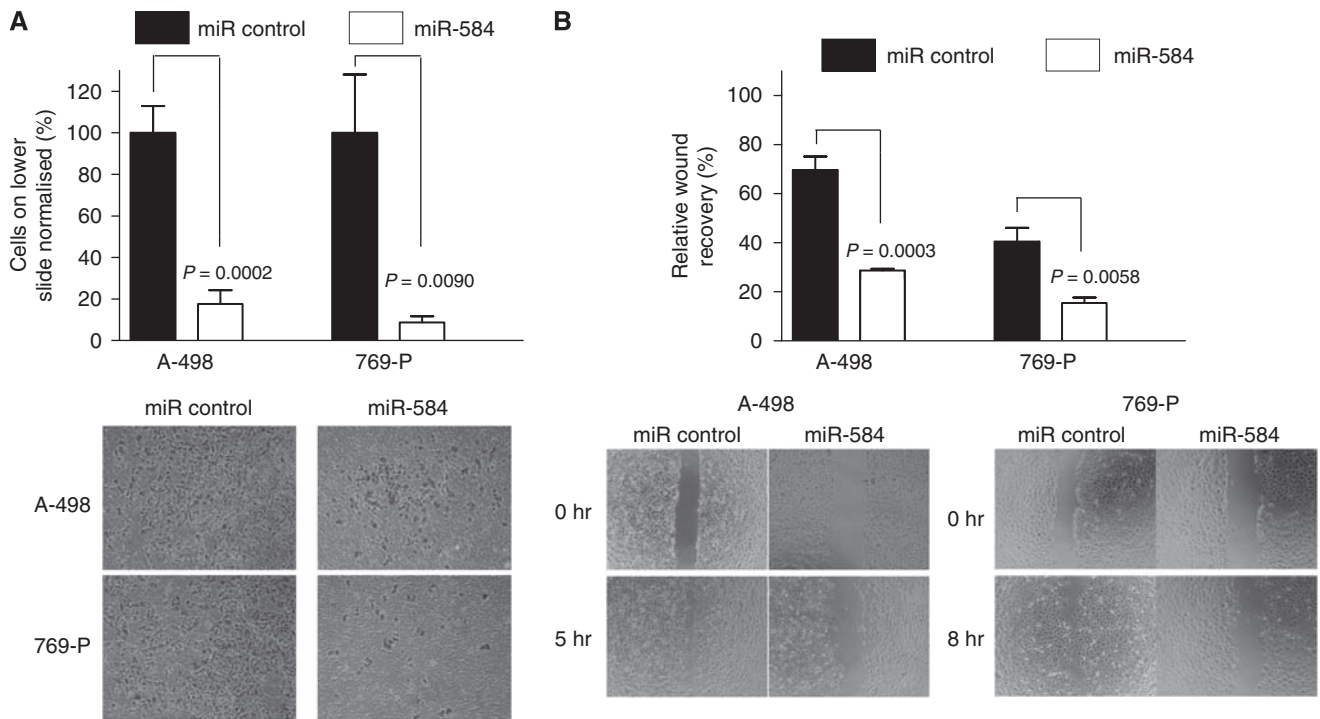 A
miR control
miR-584
Cells on lower
slide normalised (%)
120
100
80
60
40
20
0
P = 0.0002
P = 0.0090
A-498
769-P
miR control
miR-584
A-498
769-P
B
miR control
miR-584
Relative wound
recovery (%)
100
80
60
40
20
0
P = 0.0003
P = 0.0058
A-498
769-P
A-498
769-P
miR control
miR-584
miR control
miR-584
0 hr
0 hr
5 hr
8 hr